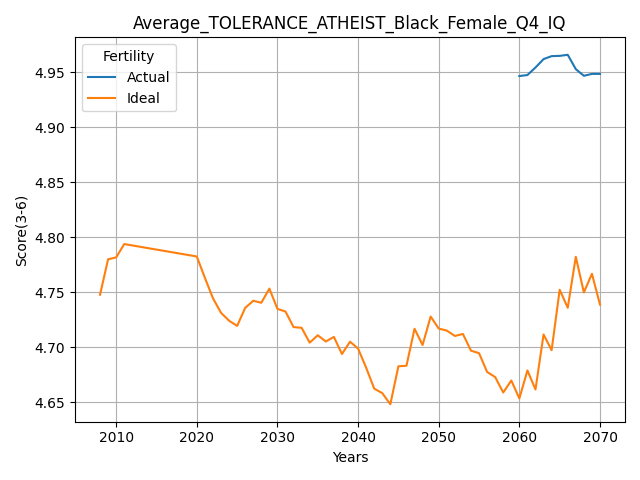 Average_TOLERANCE_ATHEIST_Black_Female_Q4_IQ
Fertility
Actual
Ideal
Score(3-6)
4.95
4.90
4.85
4.80
4.75
4.70
4.65
2010 2020 2030 2040 2050 2060 2070
Years